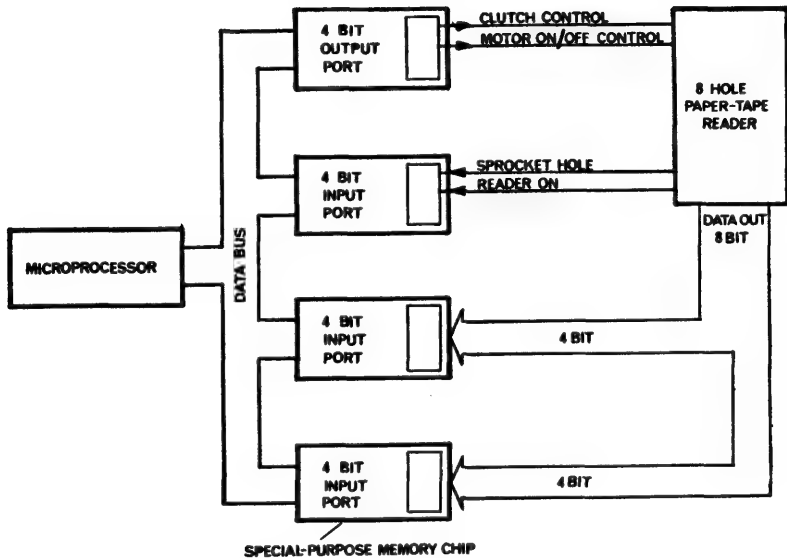 4 BIT
OUTPUT
PORT
CLUTCH CONTROL
MOTOR ON/OFF CONTROL
8 HOLE
PAPER-TAPE
READER
4 BIT
INPUT
PORT
SPROCKET HOLE
READER ON
DATA OUT
8 BIT
MICROPROCESSOR
DATA BUS
4 BIT
INPUT
PORT
4 BIT
4 BIT
INPUT
PORT
4 BIT
SPECIAL-PURPOSE MEMORY CHIP